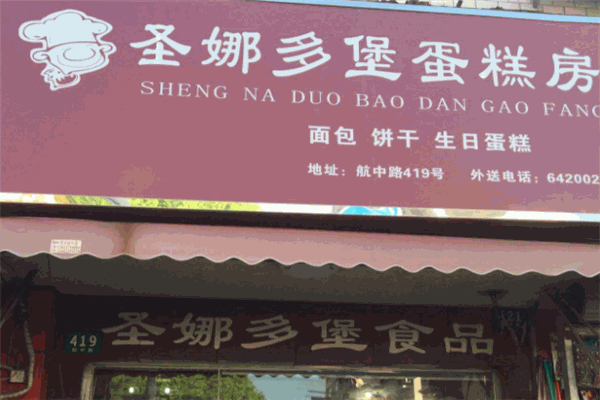 圣娜多堡蛋糕房
SHENG NA DUO BAO DAN GAO FANG
面包 饼干 生日蛋糕
地址：航中路419号 外送电话：642002
圣娜多堡食品
419
121